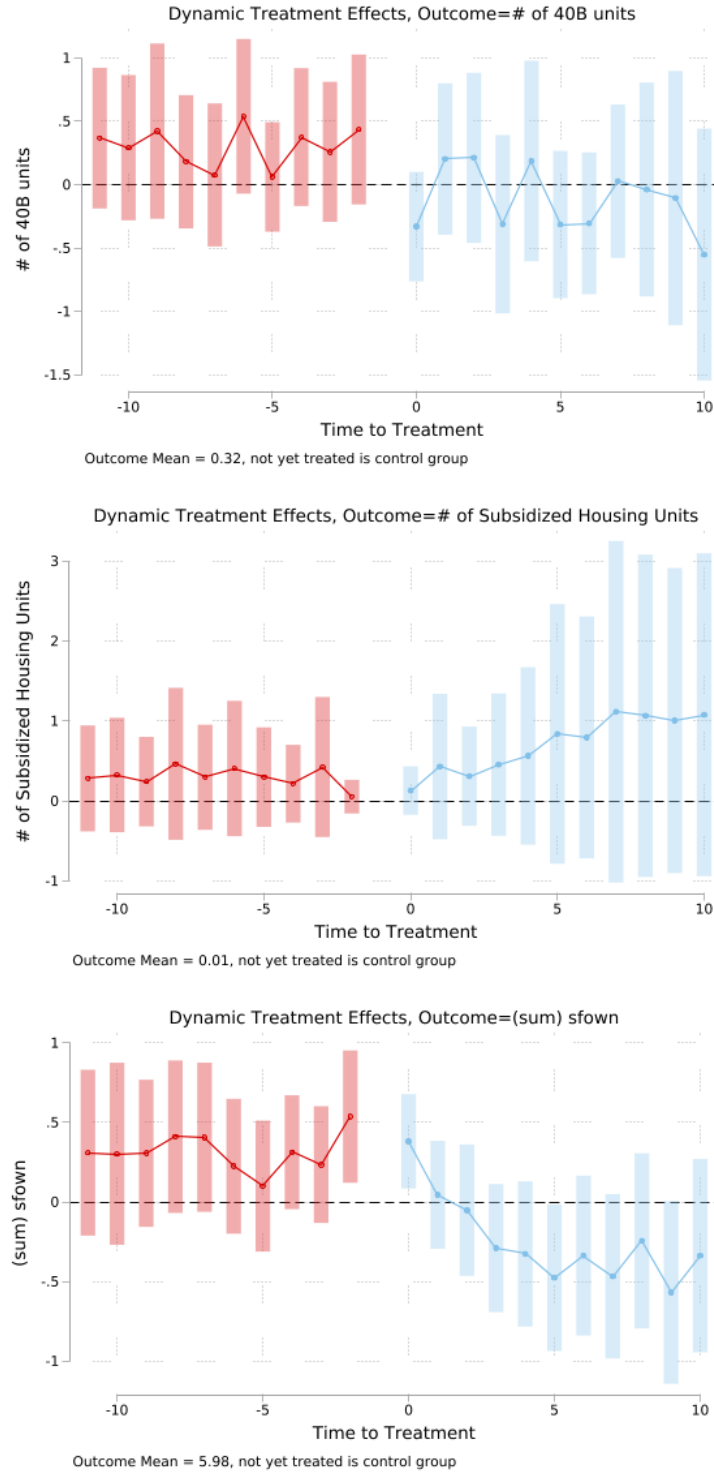 Dynamic Treatment Effects, Outcome=# of 40B units
# of 40B units
1
.5
0
-.5
-1
-1.5
-10
-5
0
5
10
Time to Treatment
Outcome Mean = 0.32, not yet treated is control group
Dynamic Treatment Effects, Outcome=# of Subsidized Housing Units
# of Subsidized Housing Units
3
2
1
0
-1
-10
-5
0
5
10
Time to Treatment
Outcome Mean = 0.01, not yet treated is control group
Dynamic Treatment Effects, Outcome=(sum) sfown
(sum) sfown
1
.5
0
-.5
-1
-10
-5
0
5
10
Time to Treatment
Outcome Mean = 5.98, not yet treated is control group